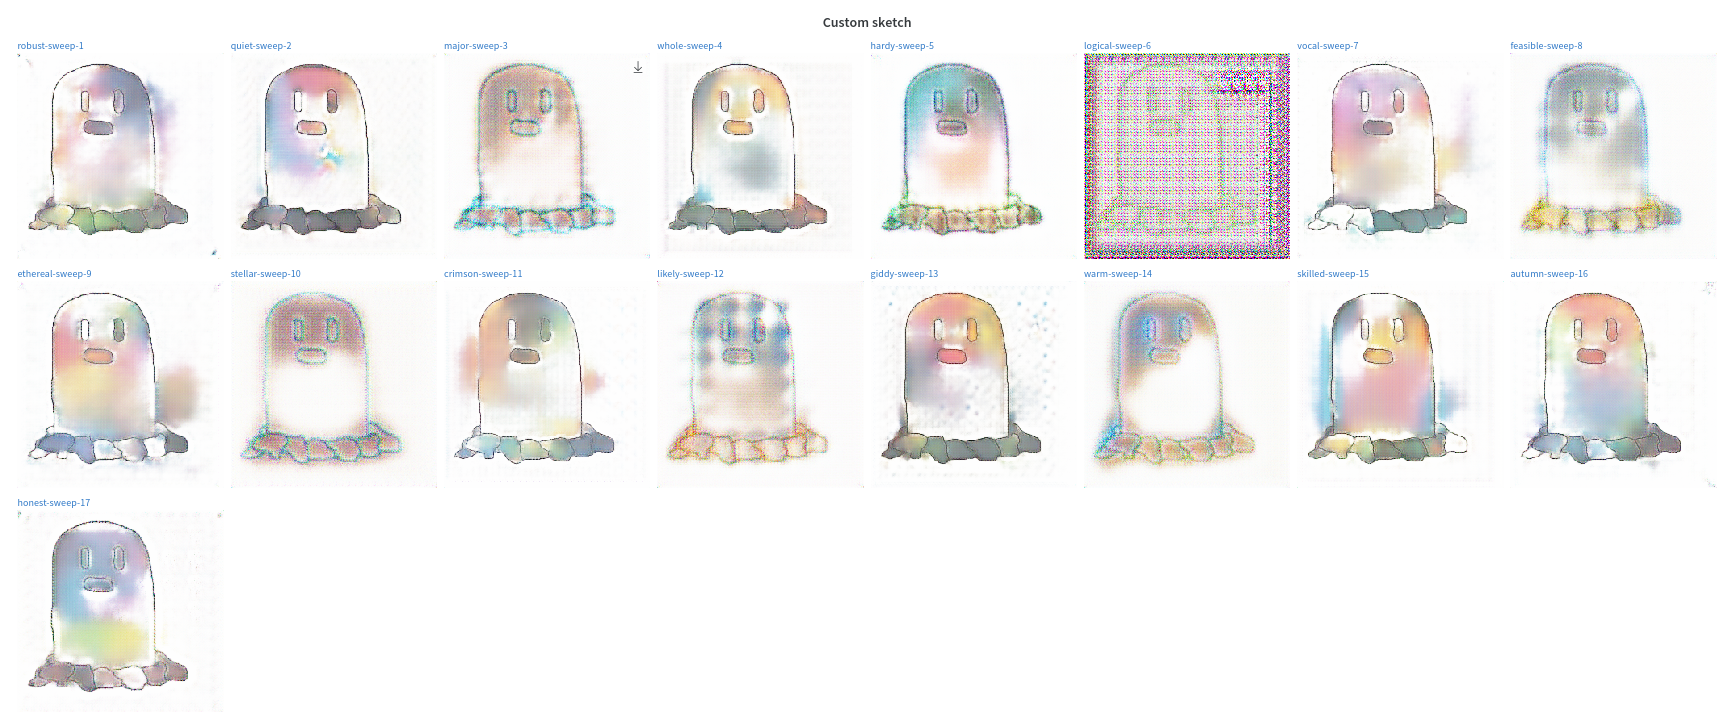 Custom sketch
robust-sweep-1
quiet-sweep-2
major-sweep-3
whole-sweep-4
hardy-sweep-5
logical-sweep-6
vocal-sweep-7
feasible-sweep-8
ethereal-sweep-9
stellar-sweep-10
crimson-sweep-11
likely-sweep-12
giddy-sweep-13
warm-sweep-14
skilled-sweep-15
autumn-sweep-16
honest-sweep-17